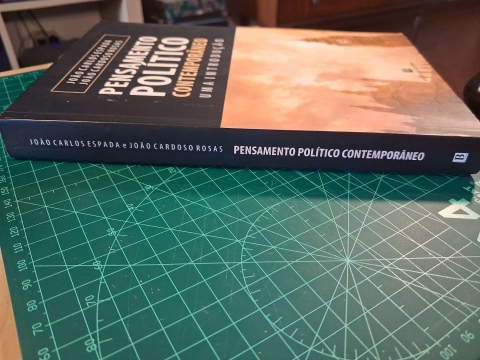 JOÃO CARLOS ESPADA
JOÃO CARDOSO ROSAS
PENSAMENTO
POLÍTICO
CONTEMPORÂNEO
UMA INTRODUÇÃO
JOÃO CARLOS ESPADA e JOÃO CARDOSO ROSAS PENSAMENTO POLÍTICO CONTEMPORÂNEO B